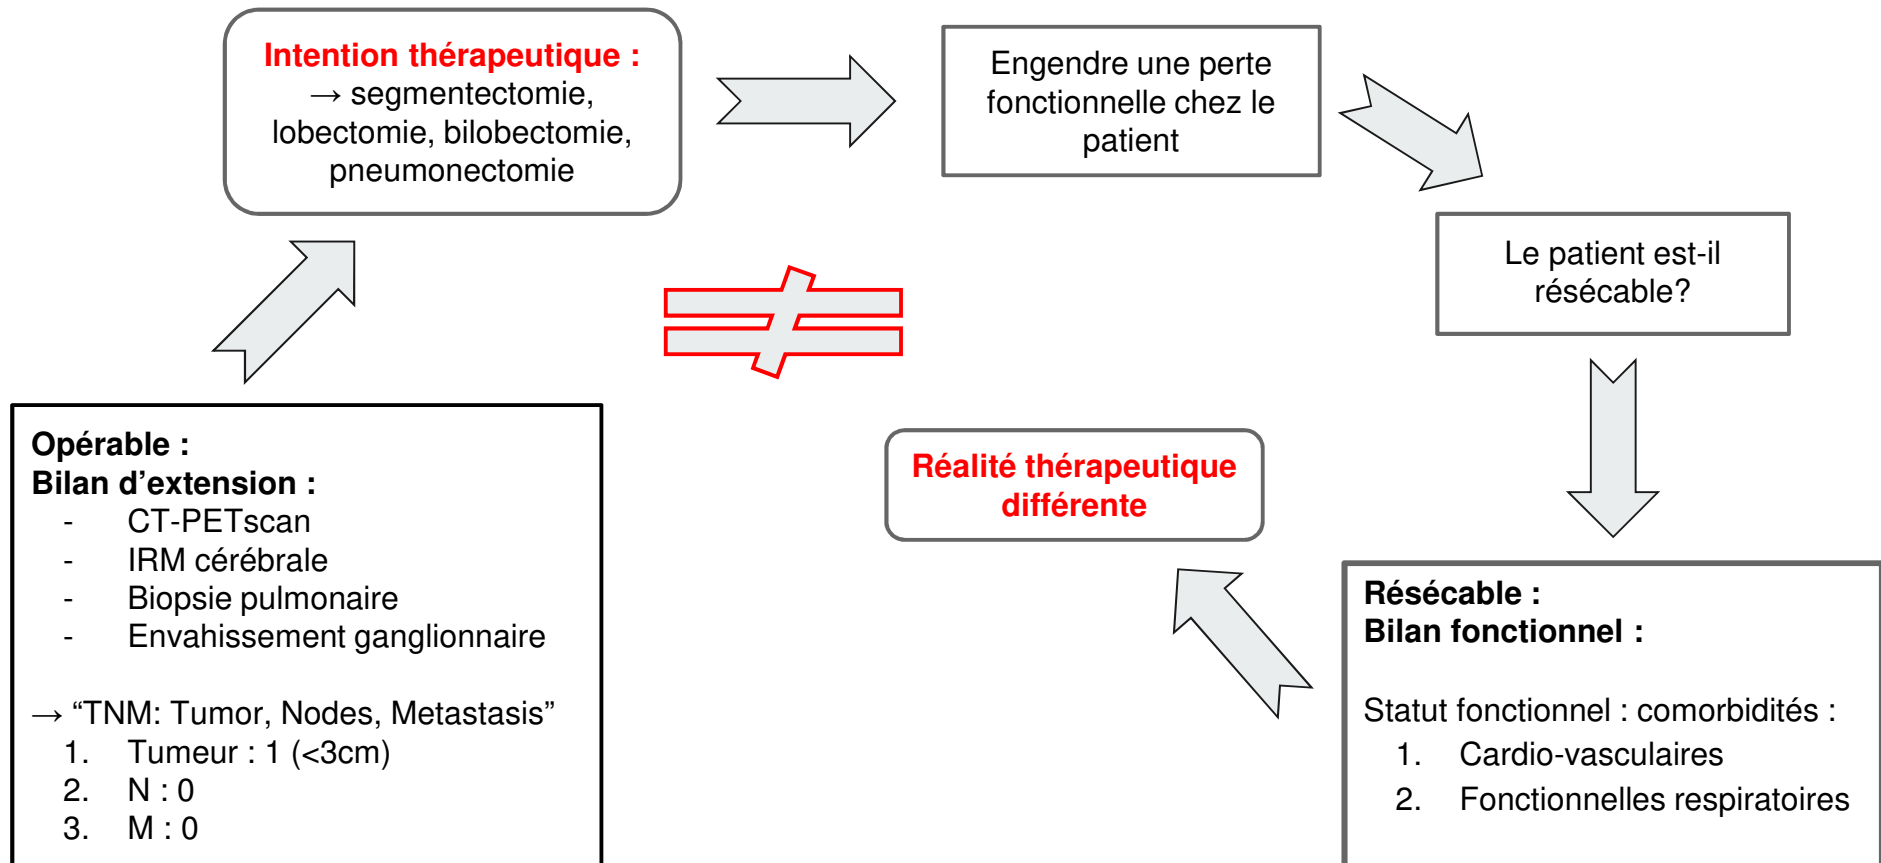 Intention thérapeutique :
→ segmentectomie,
lobectomie, bilobectomie,
pneumonectomie
Engendre une perte
fonctionnelle chez le
patient
Le patient est-il
résécable?
Opérable :
Bilan d’extension :
- CT-PETscan
- IRM cérébrale
- Biopsie pulmonaire
- Envahissement ganglionnaire
→ “TNM: Tumor, Nodes, Metastasis”
1. Tumeur : 1 (<3cm)
2. N : 0
3. M : 0
Réalité thérapeutique
différente
Résécable :
Bilan fonctionnel :
Statut fonctionnel : comorbidités :
1. Cardio-vasculaires
2. Fonctionnelles respiratoires